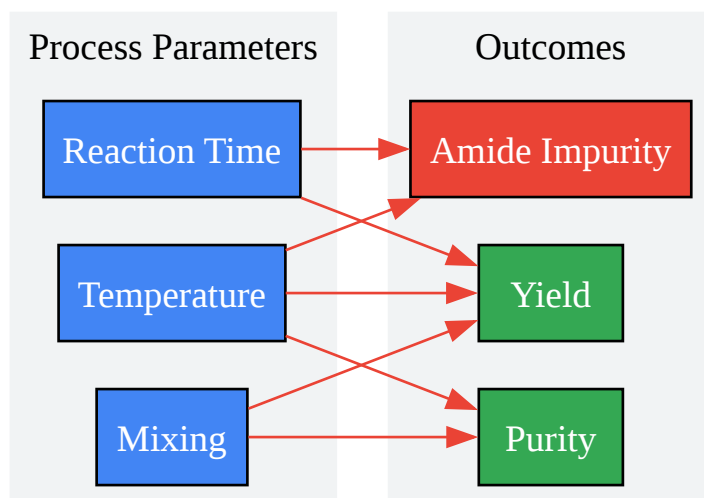 Process Parameters
Outcomes
Reaction Time
Amide Impurity
Temperature
Yield
Mixing
Purity